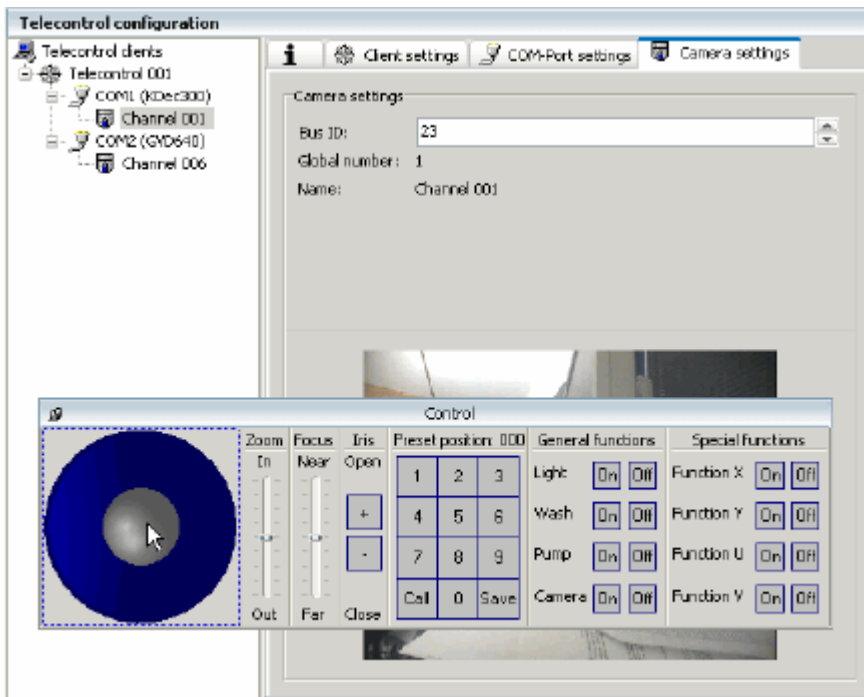 Telecontrol configuration
Telecontrol clients
Telecontrol 001
COM1 (KDec300)
Channel 001
COM2 (GVD640)
Channel 006
i Client settings COM-Port settings Camera settings
Camera settings
Bus ID: 23
Global number: 1
Name: Channel 001
Control
Zoom Focus Iris Preset position: 000 General functions Special functions
In Near Open 1 2 3 Light On Off Function X On Off
+ 4 5 6 Wash On Off Function Y On Off
- 7 8 9 Pump On Off Function U On Off
Out Far Close Call 0 Save Camera On Off Function V On Off